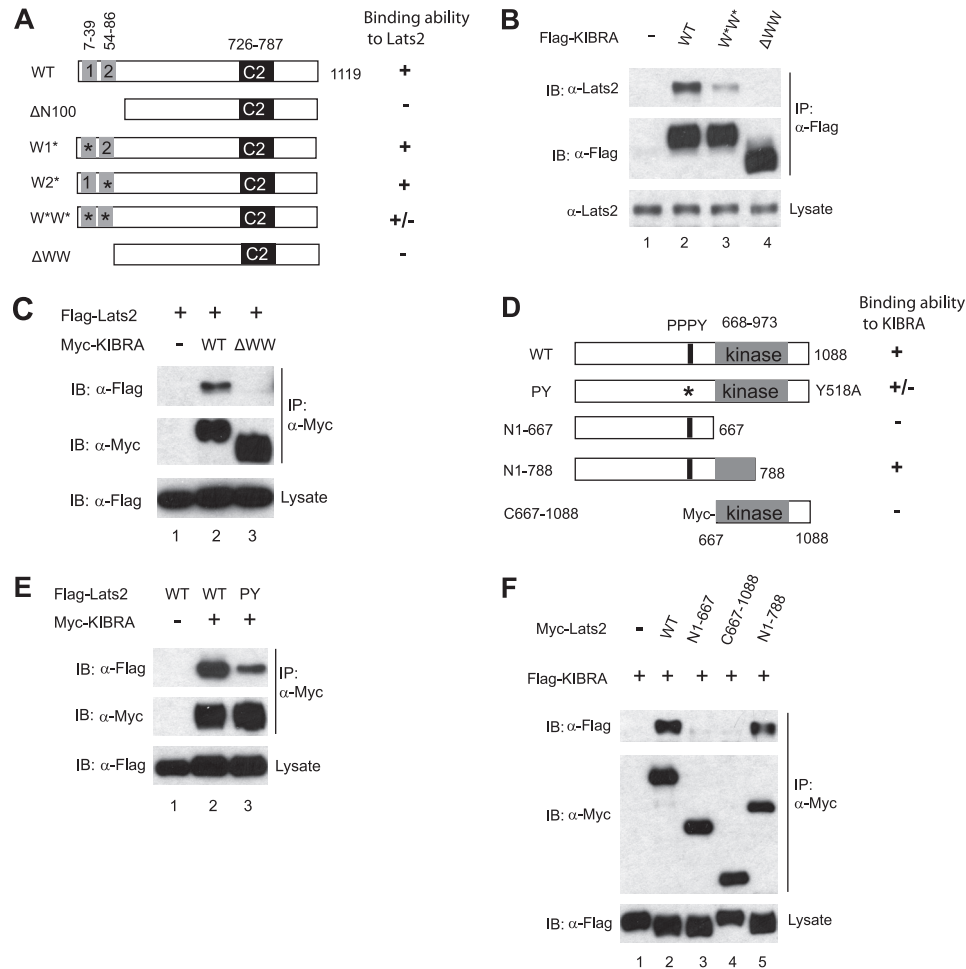 A
7-39
54-86
726-787
Binding ability
to Lats2
WT 1 2 C2 1119 +
ΔN100 C2 -
W1* * 2 C2 +
W2* 1 * C2 +
W*W* * * C2 +/-
ΔWW C2 -
B
Flag-KIBRA - WT W*W* ΔWW
IB: α-Lats2
IB: α-Flag
IP:
α-Flag
α-Lats2 Lysate
1 2 3 4
C
Flag-Lats2 + + +
Myc-KIBRA - WT ΔWW
IB: α-Flag
IB: α-Myc
IP:
α-Myc
IB: α-Flag Lysate
1 2 3
D
PPPY 668-973
Binding ability
to KIBRA
WT kinase 1088 +
PY * kinase Y518A +/-
N1-667 667 -
N1-788 788 +
C667-1088 Myc- kinase -
667 1088
E
Flag-Lats2 WT WT PY
Myc-KIBRA - + +
IB: α-Flag
IB: α-Myc
IP:
α-Myc
IB: α-Flag Lysate
1 2 3
F
Myc-Lats2 - WT N1-667 C667-1088 N1-788
Flag-KIBRA + + + + +
IB: α-Flag
IB: α-Myc
IP:
α-Myc
IB: α-Flag Lysate
1 2 3 4 5